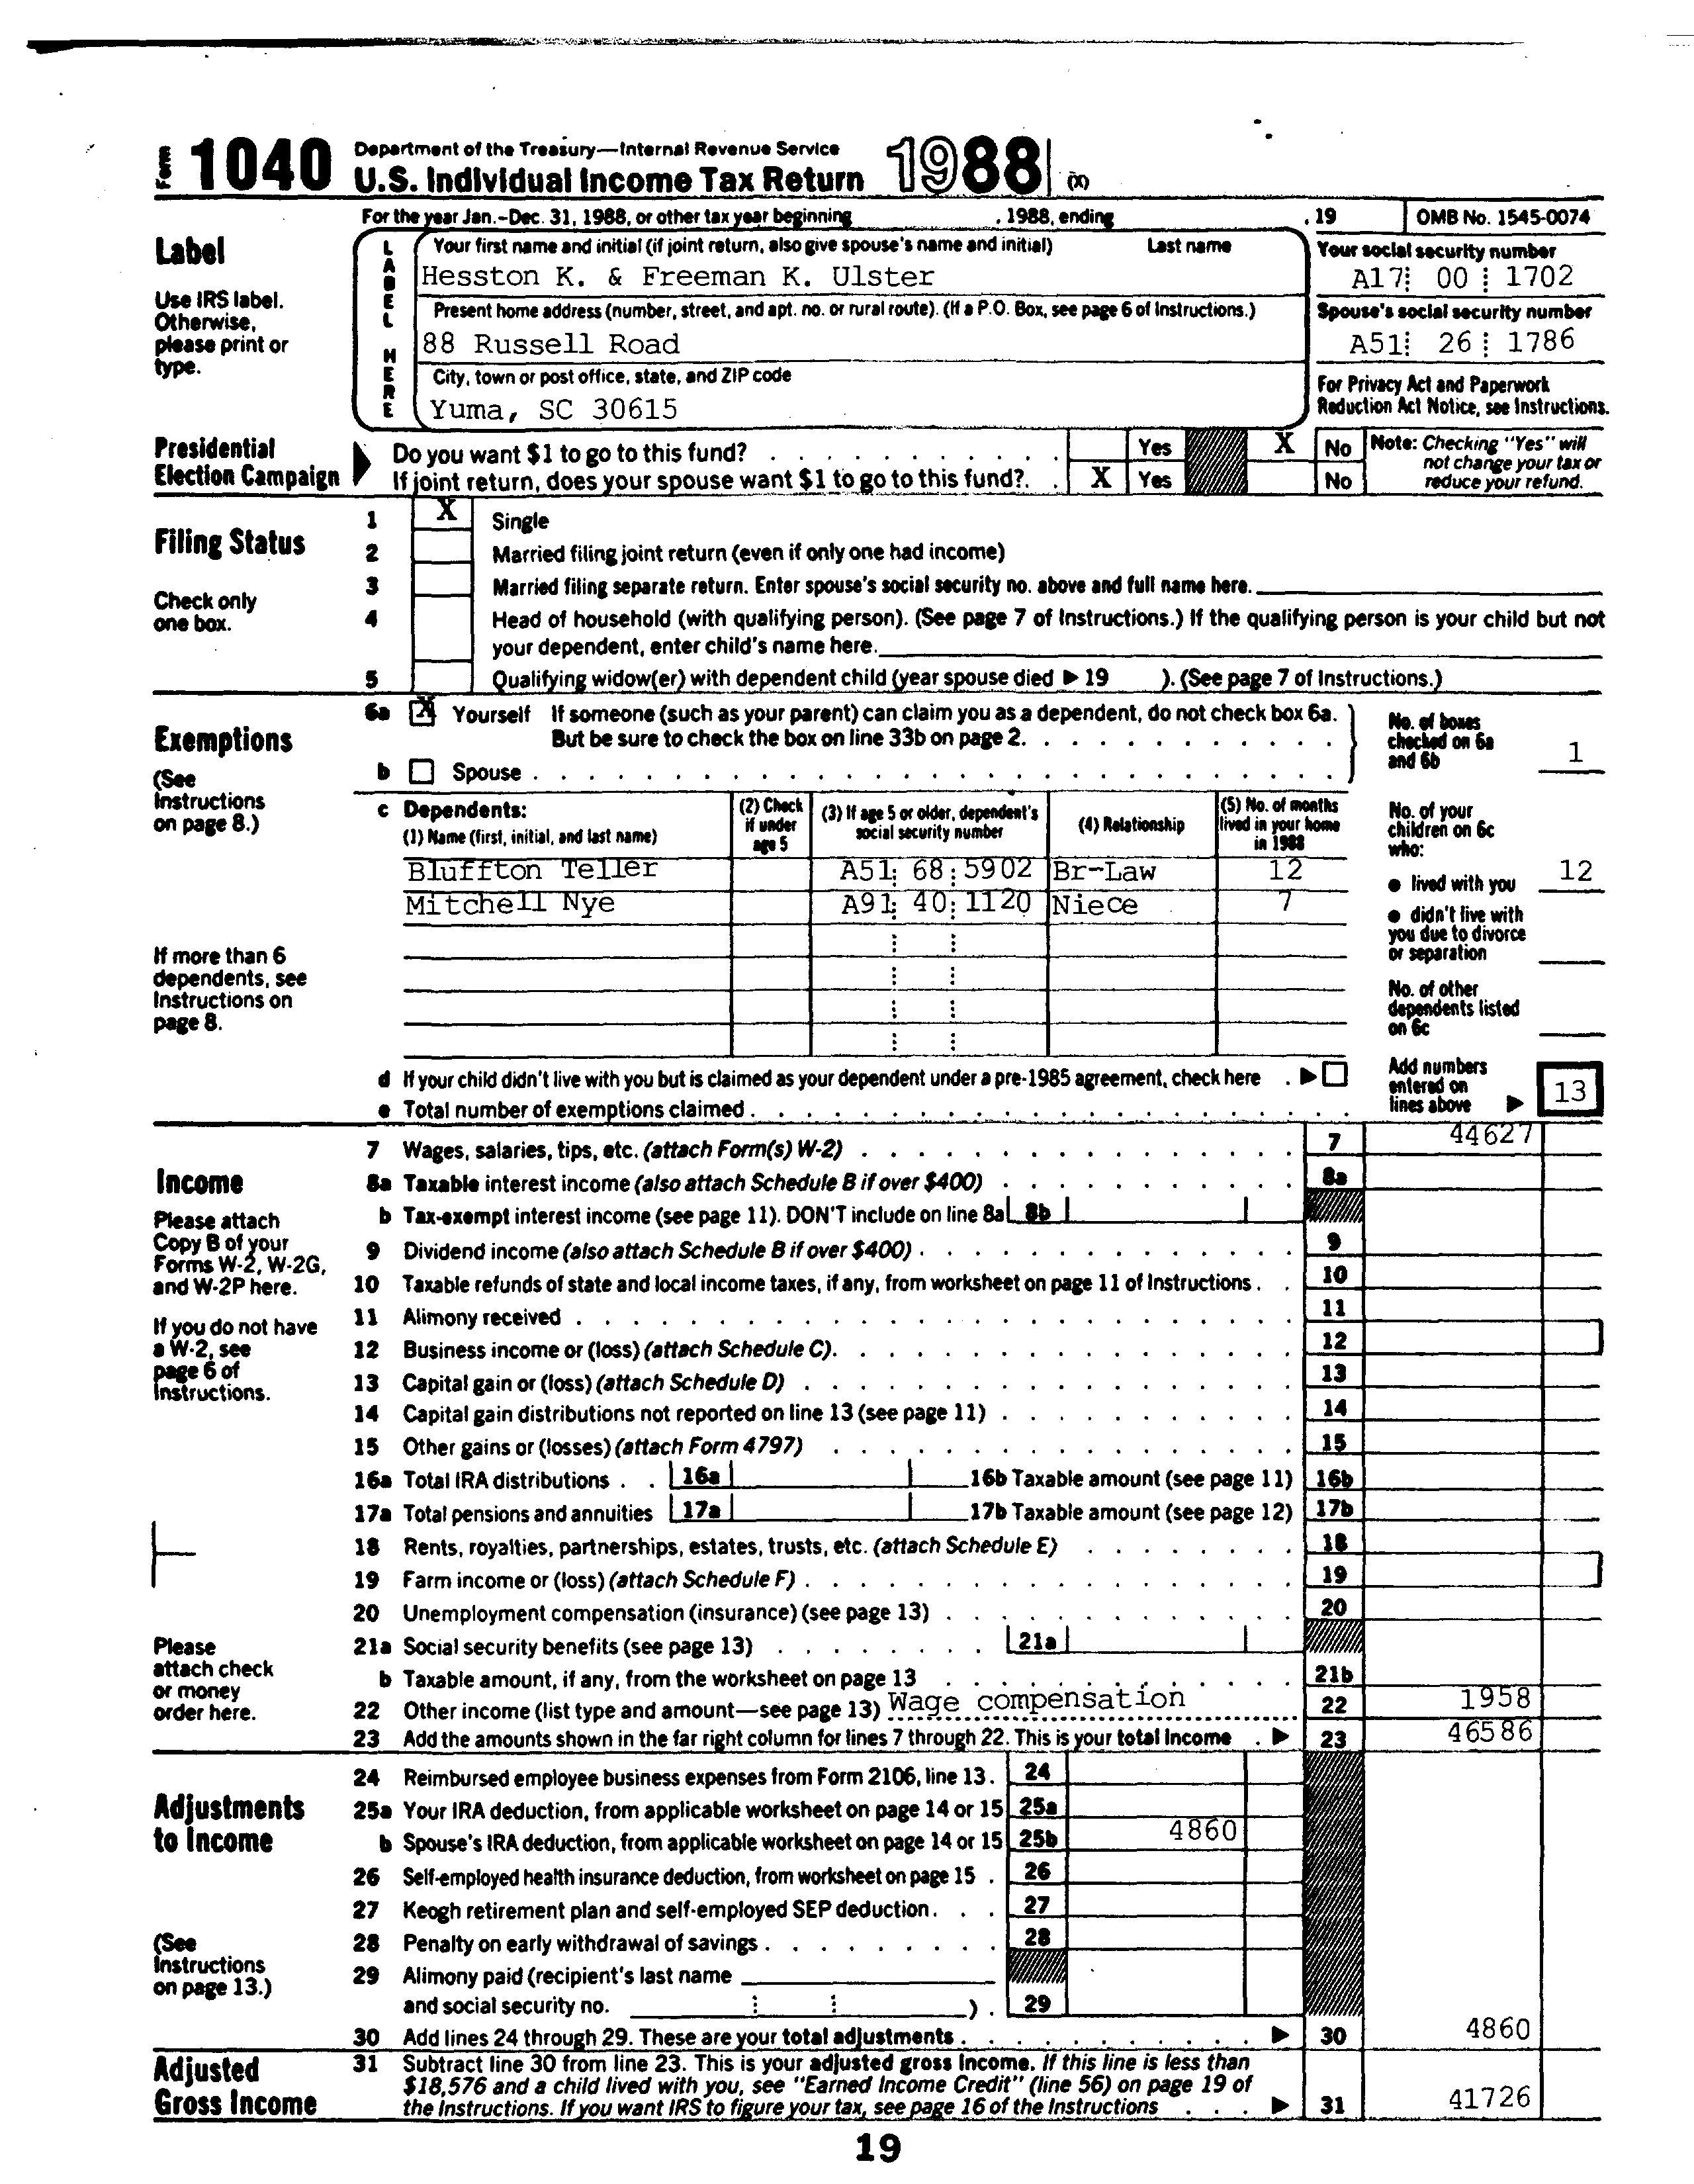 Form 1040 Department of the Treasury—Internal Revenue Service
U.S. Individual Income Tax Return 1988 (X)
For the year Jan.-Dec. 31, 1988, or other tax year beginning , 1988, ending , 19 OMB No. 1545-0074
Label
Use IRS label. Otherwise, please print or type.
LABEL HERE
Your first name and initial (if joint return, also give spouse's name and initial) Last name
Hesston K. & Freeman K. Ulster
Your social security number
A17 00 1702
Present home address (number, street, and apt. no. or rural route). (If a P.O. Box, see page 6 of Instructions.)
88 Russell Road
Spouse's social security number
A51 26 1786
City, town or post office, state, and ZIP code
Yuma, SC 30615
For Privacy Act and Paperwork Reduction Act Notice, see Instructions.
Presidential Election Campaign
Do you want $1 to go to this fund? . . . . . . . . . . Yes X No
If joint return, does your spouse want $1 to go to this fund?. . X Yes No
Note: Checking "Yes" will not change your tax or reduce your refund.
Filing Status
Check only one box.
1 X Single
2 Married filing joint return (even if only one had income)
3 Married filing separate return. Enter spouse's social security no. above and full name here.
4 Head of household (with qualifying person). (See page 7 of Instructions.) If the qualifying person is your child but not
your dependent, enter child's name here.
5 Qualifying widow(er) with dependent child (year spouse died ▶ 19 ). (See page 7 of Instructions.)
Exemptions
(See Instructions on page 8.)
6a X Yourself If someone (such as your parent) can claim you as a dependent, do not check box 6a.
But be sure to check the box on line 33b on page 2. . . . . . . . . . . .
b Spouse . . . . . . . . . . . . . . . . . . . . . . . . . . . .
No. of boxes checked on 6a and 6b 1
c Dependents:
(1) Name (first, initial, and last name) (2) Check if under age 5 (3) If age 5 or older, dependent's social security number (4) Relationship (5) No. of months lived in your home in 1988
Bluffton Teller A51 68 5902 Br-Law 12
Mitchell Nye A91 40 1120 Niece 7
No. of your children on 6c who:
● lived with you 12
● didn't live with you due to divorce or separation
No. of other dependents listed on 6c
If more than 6 dependents, see Instructions on page 8.
d If your child didn't live with you but is claimed as your dependent under a pre-1985 agreement, check here . ▶
e Total number of exemptions claimed . . . . . . . . . . . . . . . . . . . . .
Add numbers entered on lines above ▶ 13
Income
Please attach Copy B of your Forms W-2, W-2G, and W-2P here.
If you do not have a W-2, see page 6 of Instructions.
Please attach check or money order here.
7 Wages, salaries, tips, etc. (attach Form(s) W-2) . . . . . . . . . . . . . . . 7 44627
8a Taxable interest income (also attach Schedule B if over $400) . . . . . . . . . . . 8a
b Tax-exempt interest income (see page 11). DON'T include on line 8a 8b
9 Dividend income (also attach Schedule B if over $400) . . . . . . . . . . . . . 9
10 Taxable refunds of state and local income taxes, if any, from worksheet on page 11 of Instructions . . 10
11 Alimony received . . . . . . . . . . . . . . . . . . . . . . . . . 11
12 Business income or (loss) (attach Schedule C). . . . . . . . . . . . . . . . . 12
13 Capital gain or (loss) (attach Schedule D) . . . . . . . . . . . . . . . . . . 13
14 Capital gain distributions not reported on line 13 (see page 11) . . . . . . . . . . . 14
15 Other gains or (losses) (attach Form 4797) . . . . . . . . . . . . . . . . . 15
16a Total IRA distributions . . 16a 16b Taxable amount (see page 11) 16b
17a Total pensions and annuities 17a 17b Taxable amount (see page 12) 17b
18 Rents, royalties, partnerships, estates, trusts, etc. (attach Schedule E) . . . . . . . . 18
19 Farm income or (loss) (attach Schedule F) . . . . . . . . . . . . . . . . . . 19
20 Unemployment compensation (insurance) (see page 13) . . . . . . . . . . . . . 20
21a Social security benefits (see page 13) . . . . . . . . 21a
b Taxable amount, if any, from the worksheet on page 13 . . . . . . . . . . . . . 21b
22 Other income (list type and amount—see page 13) Wage compensation 22 1958
23 Add the amounts shown in the far right column for lines 7 through 22. This is your total income . ▶ 23 46586
Adjustments to Income
(See Instructions on page 13.)
24 Reimbursed employee business expenses from Form 2106, line 13 . 24
25a Your IRA deduction, from applicable worksheet on page 14 or 15 25a
b Spouse's IRA deduction, from applicable worksheet on page 14 or 15 25b 4860
26 Self-employed health insurance deduction, from worksheet on page 15 . 26
27 Keogh retirement plan and self-employed SEP deduction . . . 27
28 Penalty on early withdrawal of savings . . . . . . . . . 28
29 Alimony paid (recipient's last name
and social security no. ) . 29
30 Add lines 24 through 29. These are your total adjustments . . . . . . . . . . . ▶ 30 4860
Adjusted Gross Income
31 Subtract line 30 from line 23. This is your adjusted gross income. If this line is less than
$18,576 and a child lived with you, see "Earned Income Credit" (line 56) on page 19 of
the Instructions. If you want IRS to figure your tax, see page 16 of the Instructions . . . ▶ 31 41726
19